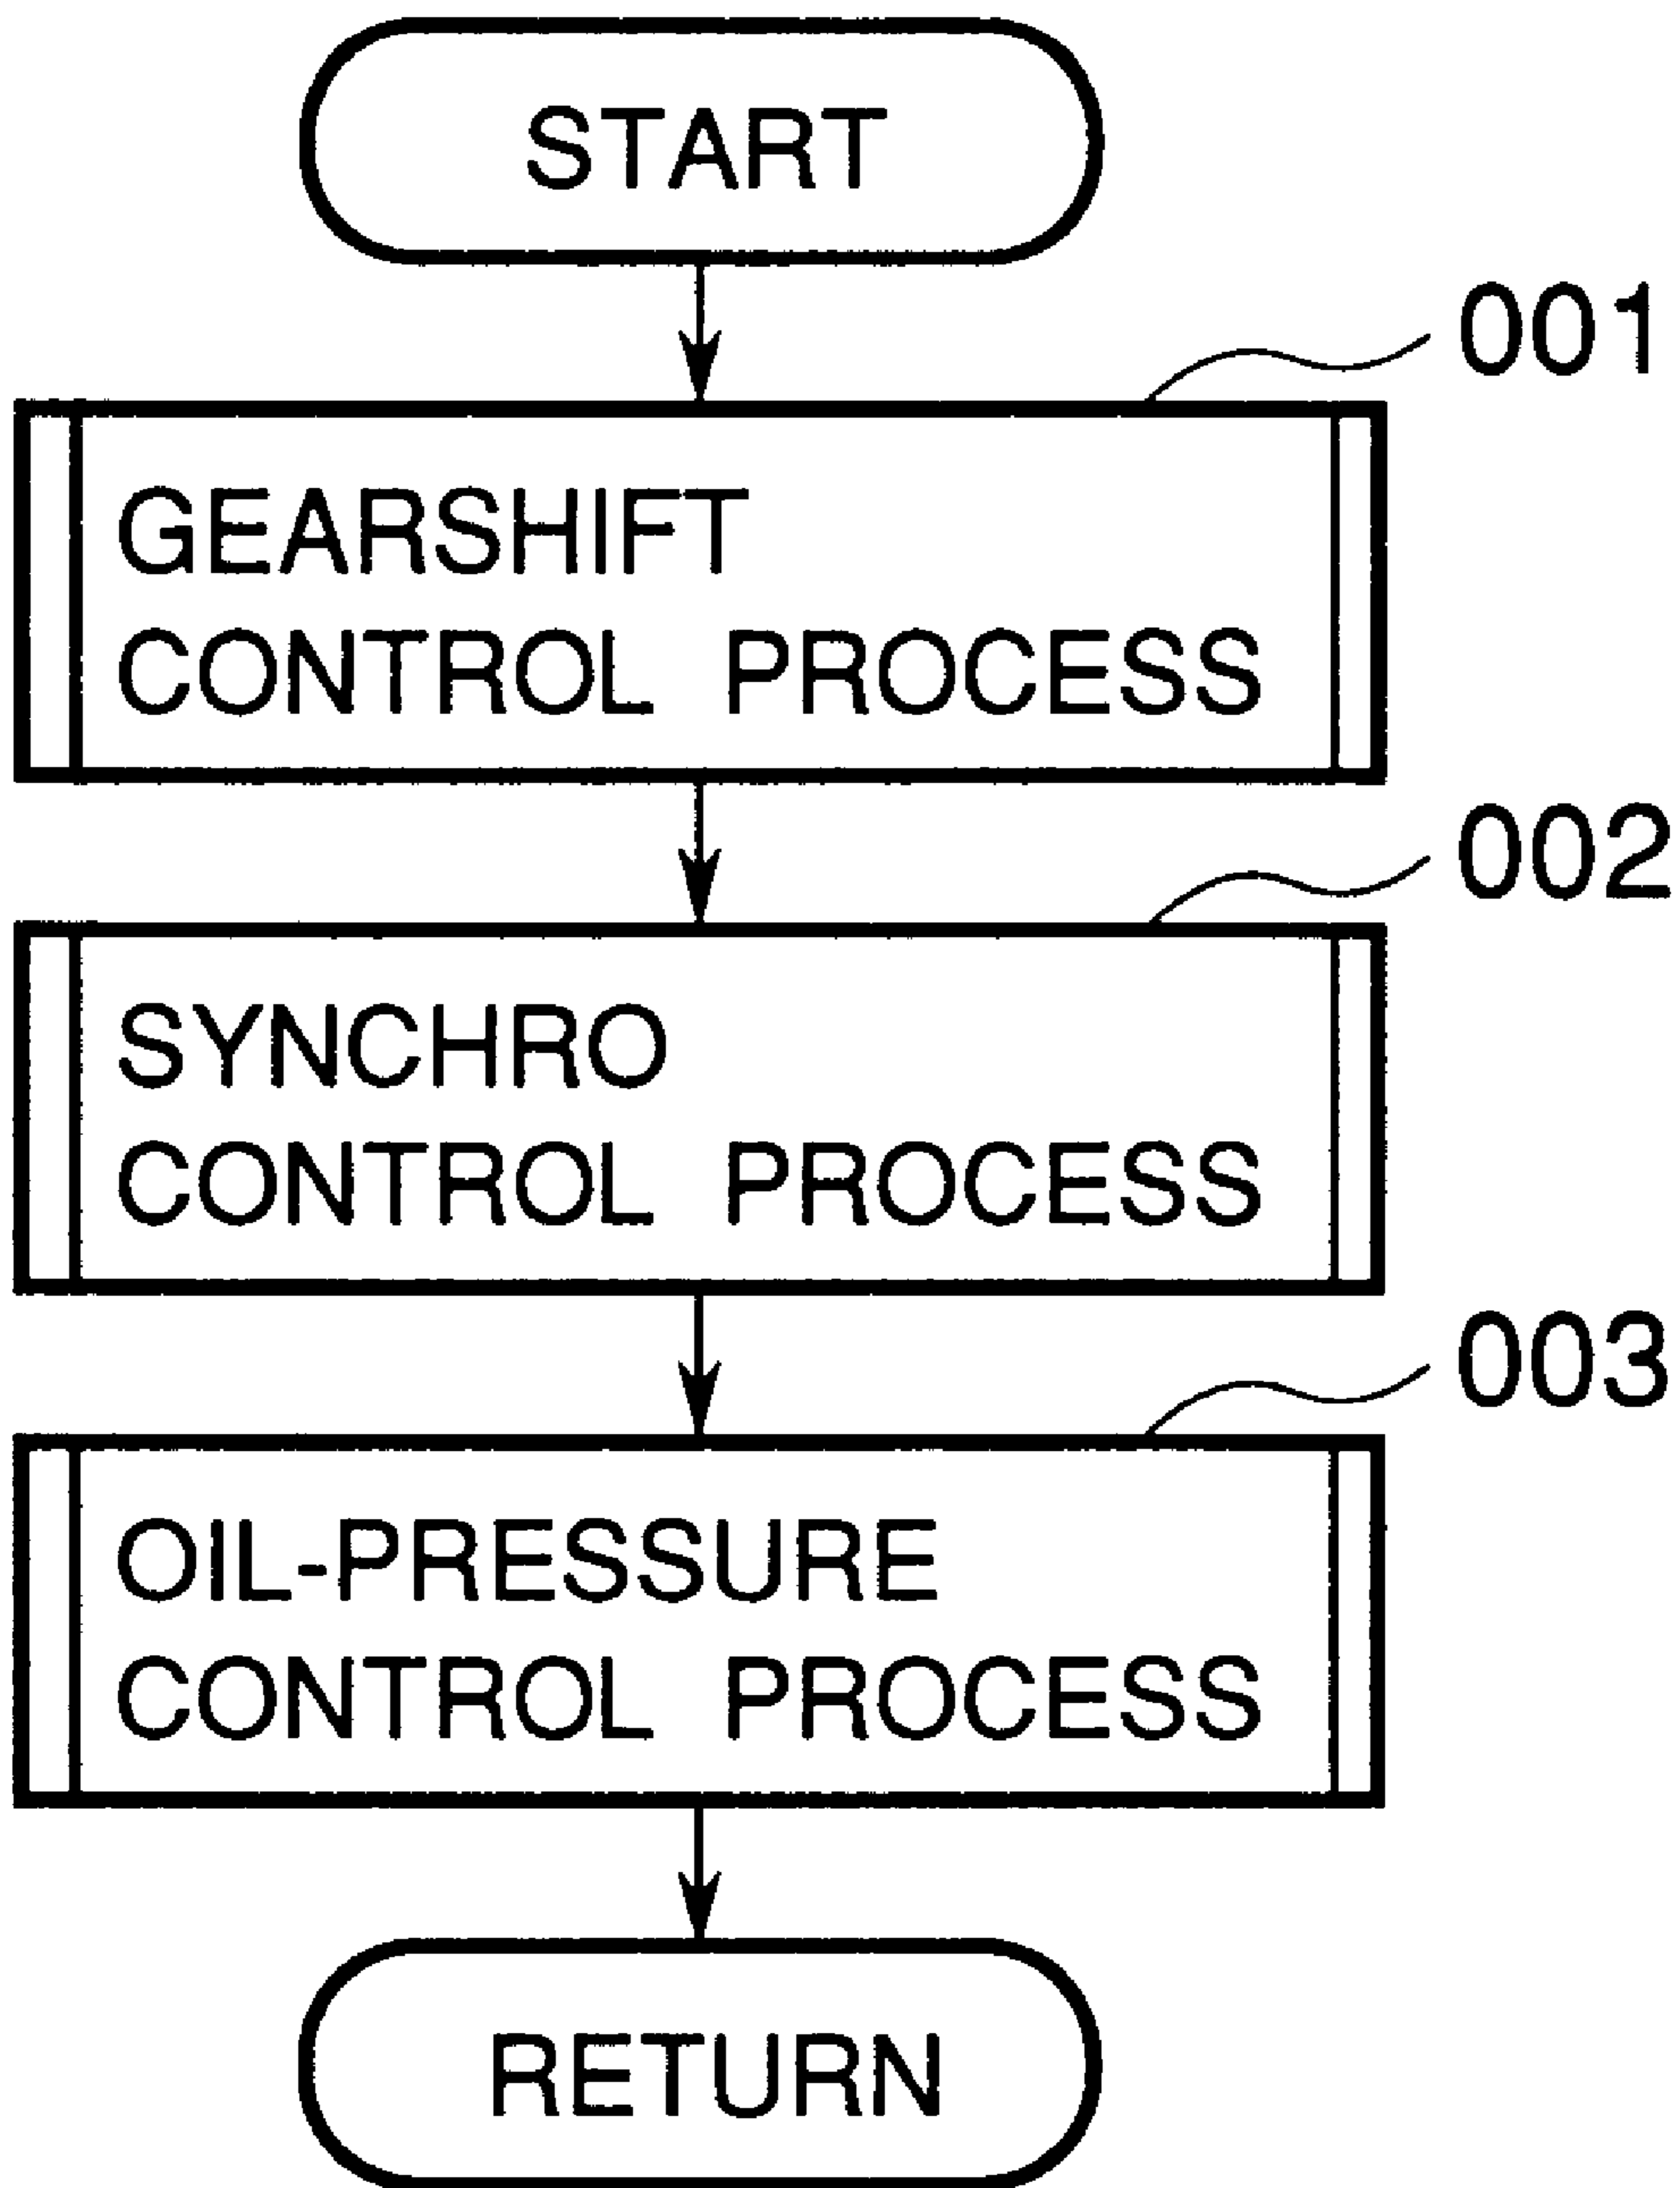 START
001
GEARSHIFT
CONTROL PROCESS
002
SYNCHRO
CONTROL PROCESS
003
OIL-PRESSURE
CONTROL PROCESS
RETURN